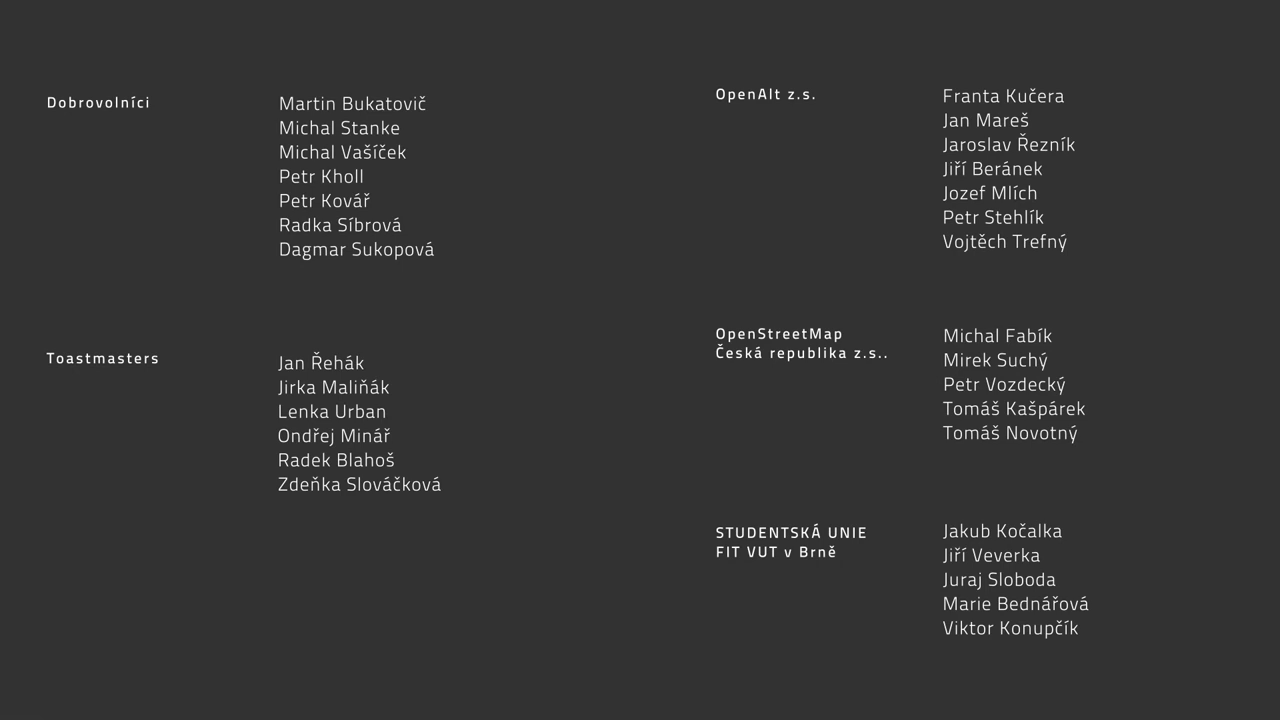 Dobrovolníci
Martin Bukatovič
Michal Stanke
Michal Vašíček
Petr Kholl
Petr Kovář
Radka Síbrová
Dagmar Sukopová
Toastmasters
Jan Řehák
Jirka Maliňák
Lenka Urban
Ondřej Minář
Radek Blahoš
Zdeňka Slováčková
OpenAlt z.s.
Franta Kučera
Jan Mareš
Jaroslav Řezník
Jiří Beránek
Jozef Mlích
Petr Stehlík
Vojtěch Trefný
OpenStreetMap
Česká republika z.s..
Michal Fabík
Mirek Suchý
Petr Vozdecký
Tomáš Kašpárek
Tomáš Novotný
STUDENTSKÁ UNIE
FIT VUT v Brně
Jakub Kočalka
Jiří Veverka
Juraj Sloboda
Marie Bednářová
Viktor Konupčík